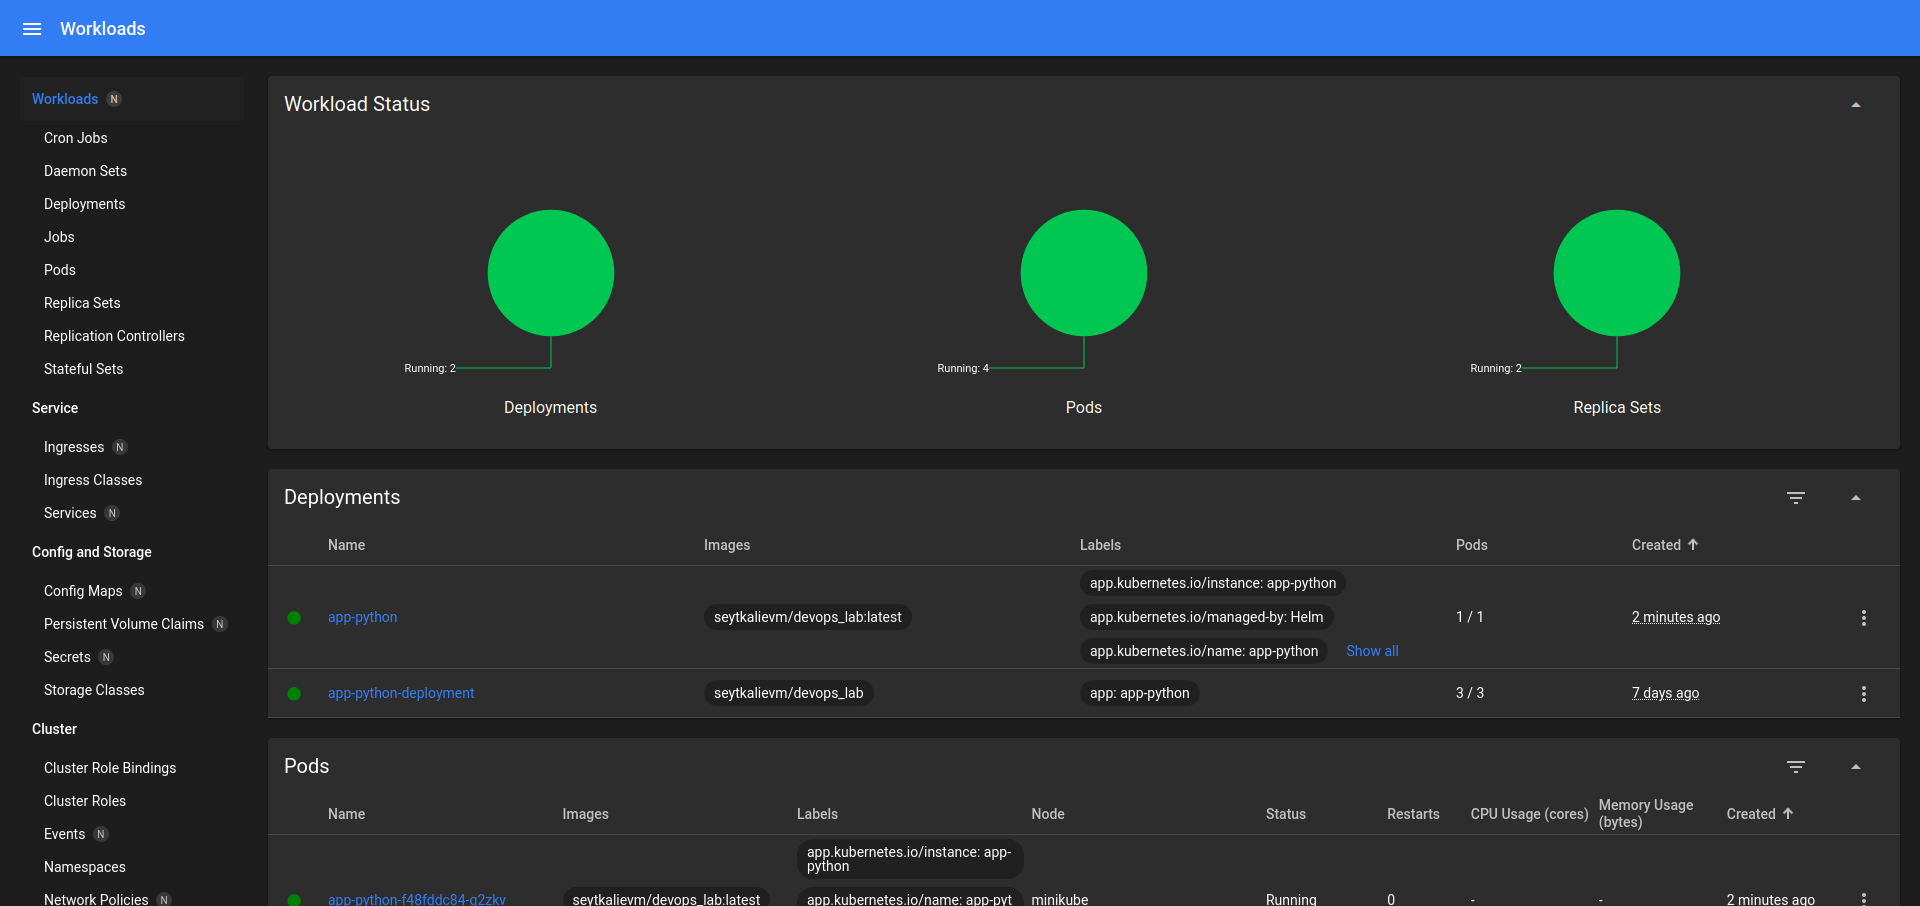 Workloads
Workloads N
Cron Jobs
Daemon Sets
Deployments
Jobs
Pods
Replica Sets
Replication Controllers
Stateful Sets
Service
Ingresses N
Ingress Classes
Services N
Config and Storage
Config Maps N
Persistent Volume Claims N
Secrets N
Storage Classes
Cluster
Cluster Role Bindings
Cluster Roles
Events N
Namespaces
Network Policies N
Workload Status
Running: 2
Deployments
Running: 4
Pods
Running: 2
Replica Sets
Deployments
Name Images Labels Pods Created
app-python seytkalievm/devops_lab:latest app.kubernetes.io/instance: app-python
app.kubernetes.io/managed-by: Helm
app.kubernetes.io/name: app-python Show all
1 / 1 2 minutes ago
app-python-deployment seytkalievm/devops_lab app: app-python 3 / 3 7 days ago
Pods
Name Images Labels Node Status Restarts CPU Usage (cores) Memory Usage
(bytes) Created
app.kubernetes.io/instance: app-
python
app-python-f48fddc84-q2zkv seytkalievm/devops_lab:latest app.kubernetes.io/name: app-pyt minikube Running 0 - - 2 minutes ago